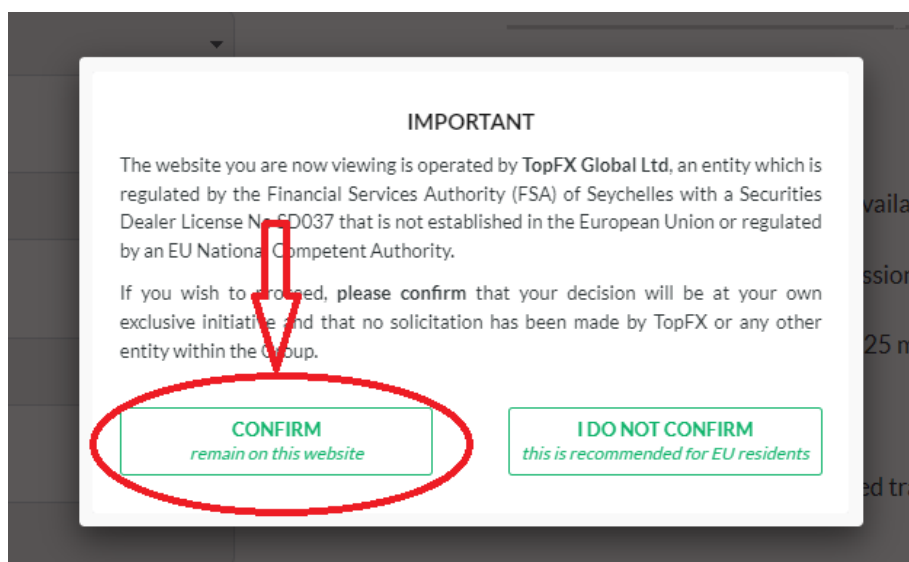 IMPORTANT
The website you are now viewing is operated by TopFX Global Ltd, an entity which is
regulated by the Financial Services Authority (FSA) of Seychelles with a Securities
Dealer License No SD037 that is not established in the European Union or regulated
by an EU National Competent Authority.
If you wish to proceed, please confirm that your decision will be at your own
exclusive initiative and that no solicitation has been made by TopFX or any other
entity within the Group.
CONFIRM
remain on this website
I DO NOT CONFIRM
this is recommended for EU residents
25